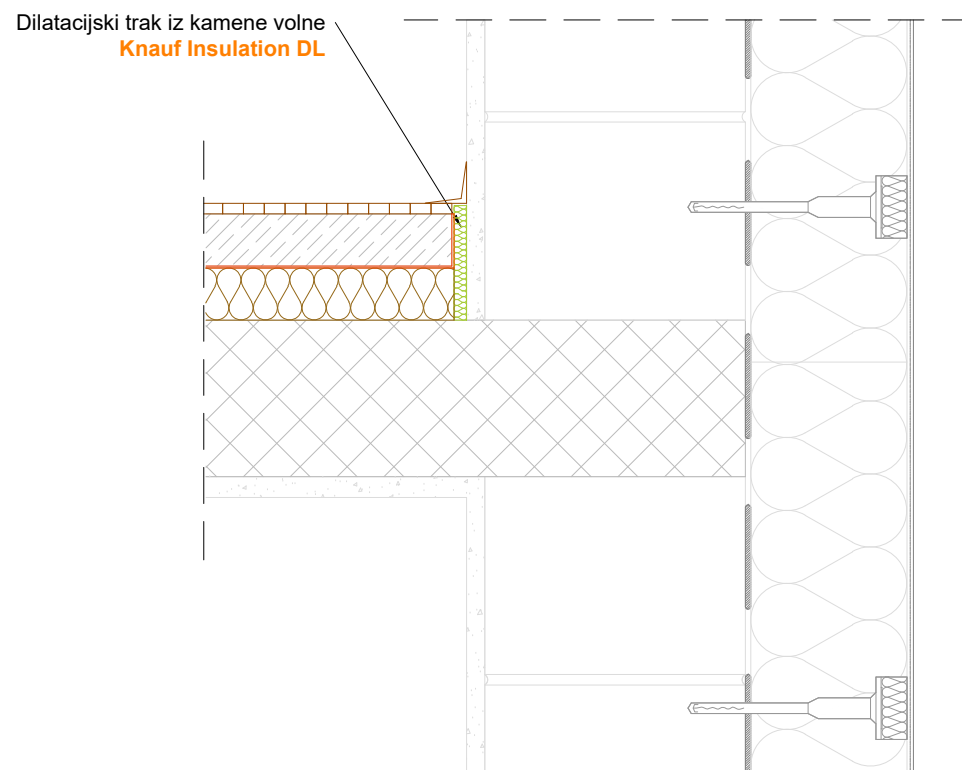 Dilatacijski trak iz kamene volne
Knauf Insulation DL